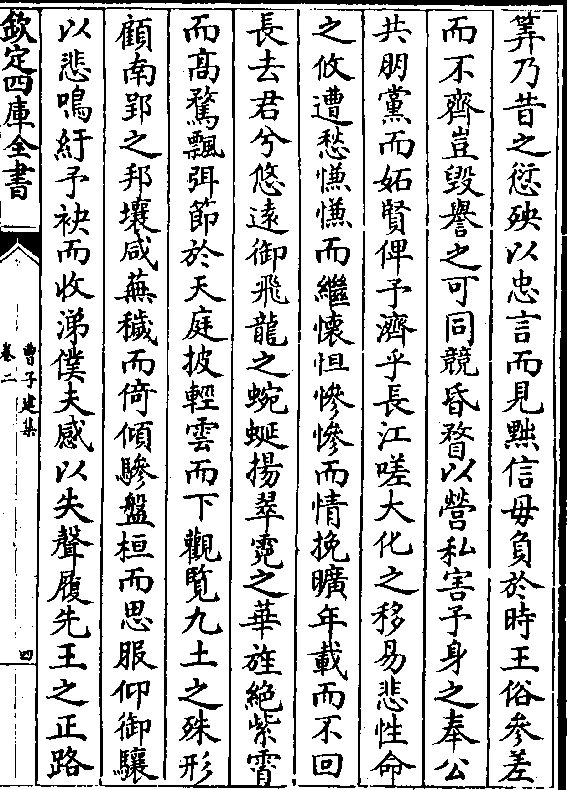 筭乃昔之愆殃以忠言而見黜信毋負於時王俗參差
而不齊豈毀譽之可同競昏瞀以營私害予身之奉公
共朋黨而妬賢俾予濟乎長江嗟大化之移易悲性命
之攸遭愁慊慊而繼懷怛慘慘而情挽曠年載而不回
長去君兮悠遠御飛龍之蜿蜒揚翠霓之華旌絶紫霄
而高騖飄弭節於天庭披輕雲而下觀覧九土之殊形
顧南郢之邦壤咸蕪穢而倚傾驂盤桓而思服仰御驤
以悲鳴紆予袂而收涕僕夫感以失聲履先王之正路
欽定四庫全書
曹子建集
卷二
四